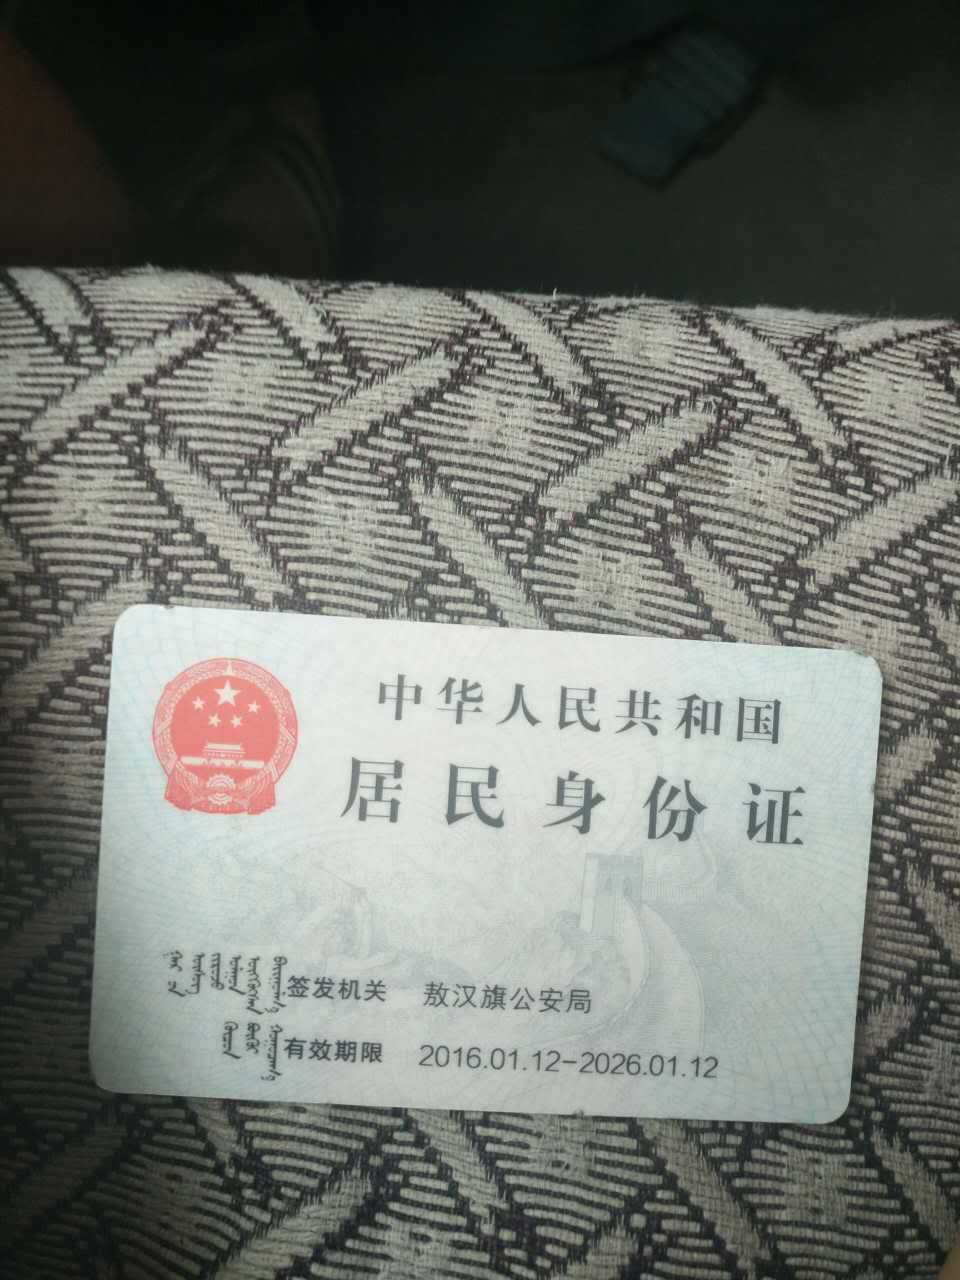 中华人民共和国
居民身份证
签发机关 敖汉旗公安局
有效期限 2016.01.12-2026.01.12